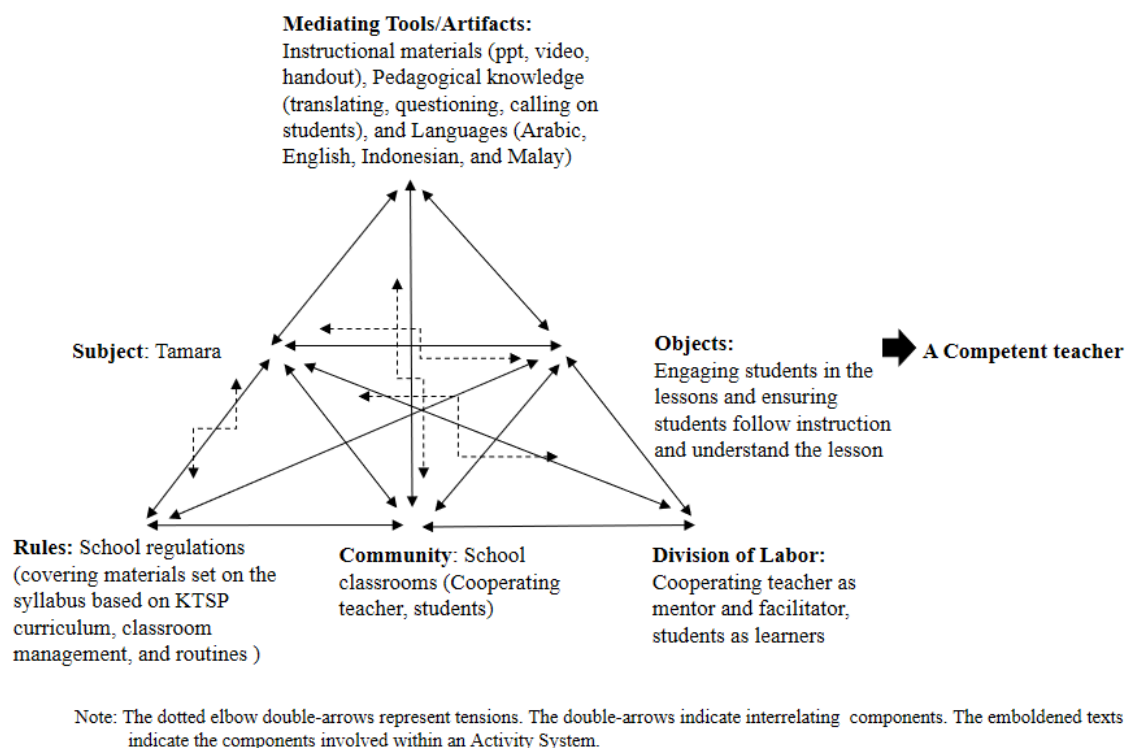 Mediating Tools/Artifacts:
Instructional materials (ppt, video,
handout), Pedagogical knowledge
(translating, questioning, calling on
students), and Languages (Arabic,
English, Indonesian, and Malay)
Subject: Tamara
Objects:
Engaging students in the
lessons and ensuring
students follow instruction
and understand the lesson
A Competent teacher
Rules: School regulations
(covering materials set on the
syllabus based on KTSP
curriculum, classroom
management, and routines )
Community: School
classrooms (Cooperating
teacher, students)
Division of Labor:
Cooperating teacher as
mentor and facilitator,
students as learners
Note: The dotted elbow double-arrows represent tensions. The double-arrows indicate interrelating components. The emboldened texts
indicate the components involved within an Activity System.